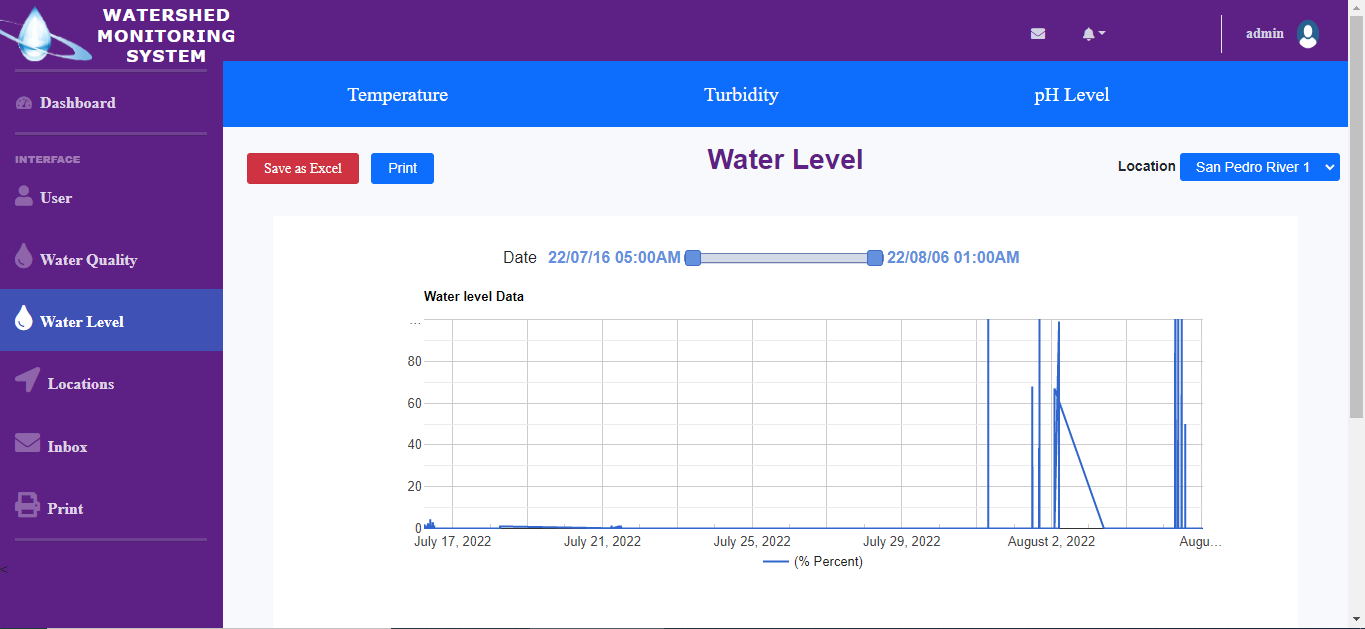 WATERSHED
MONITORING
SYSTEM
admin
Dashboard
INTERFACE
User
Water Quality
Water Level
Locations
Inbox
Print
<
Temperature Turbidity pH Level
Save as Excel Print
Water Level
Location San Pedro River 1
Date 22/07/16 05:00AM 22/08/06 01:00AM
Water level Data
...
80
60
40
20
0
July 17, 2022 July 21, 2022 July 25, 2022 July 29, 2022 August 2, 2022 Augu...
(% Percent)